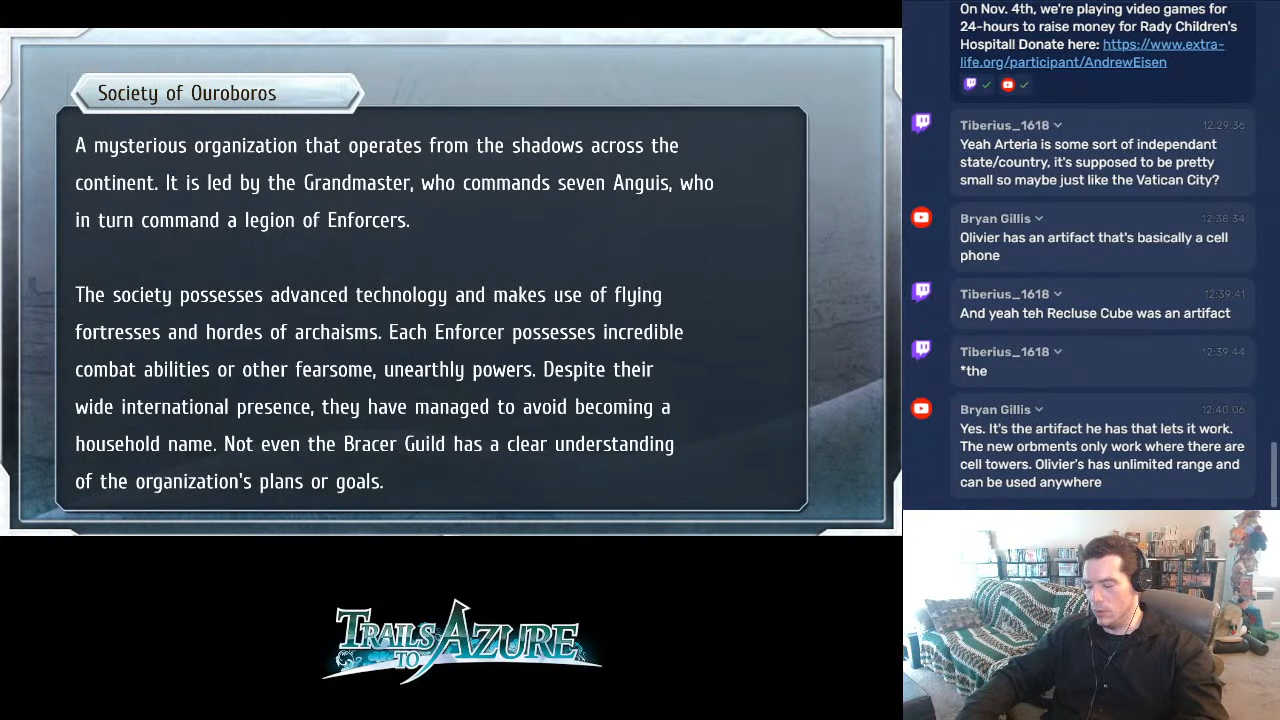 Society of Ouroboros
A mysterious organization that operates from the shadows across the
continent. It is led by the Grandmaster, who commands seven Anguis, who
in turn command a legion of Enforcers.
The society possesses advanced technology and makes use of flying
fortresses and hordes of archaisms. Each Enforcer possesses incredible
combat abilities or other fearsome, unearthly powers. Despite their
wide international presence, they have managed to avoid becoming a
household name. Not even the Bracer Guild has a clear understanding
of the organization's plans or goals.
TRAILS TO AZURE
On Nov. 4th, we're playing video games for
24-hours to raise money for Rady Children's
Hospital! Donate here: https://www.extra-
life.org/participant/AndrewEisen
Tiberius_1618 12:29:36
Yeah Arteria is some sort of independant
state/country, it's supposed to be pretty
small so maybe just like the Vatican City?
Bryan Gillis 12:38:34
Olivier has an artifact that's basically a cell
phone
Tiberius_1618 12:39:41
And yeah teh Recluse Cube was an artifact
Tiberius_1618 12:39:44
*the
Bryan Gillis 12:40:06
Yes. It's the artifact he has that lets it work.
The new orbments only work where there are
cell towers. Olivier's has unlimited range and
can be used anywhere